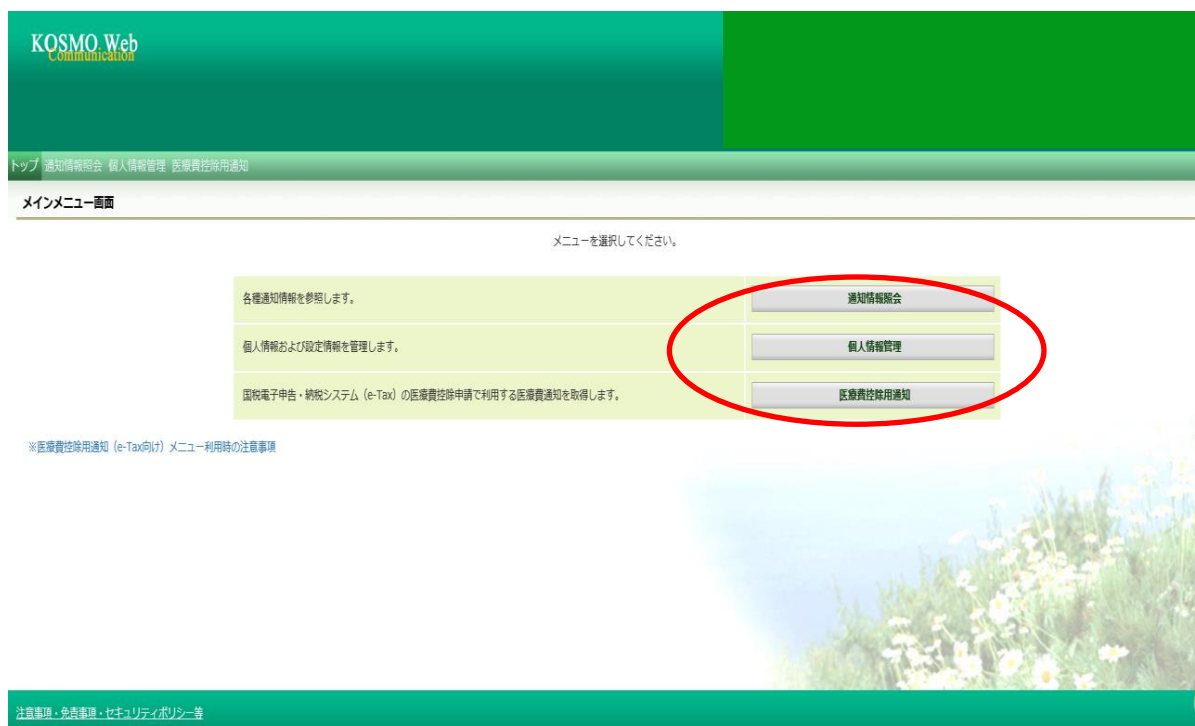 KOSMO Web
Communication
トップ 通知情報照会 個人情報管理 医療費控除用通知
メインメニュー画面
メニューを選択してください。
各種通知情報を参照します。 通知情報照会
個人情報および設定情報を管理します。 個人情報管理
国税電子申告・納税システム（e-Tax）の医療費控除申請で利用する医療費通知を取得します。 医療費控除用通知
※医療費控除用通知（e-Tax向け）メニュー利用時の注意事項
注意事項・免責事項・セキュリティポリシー等